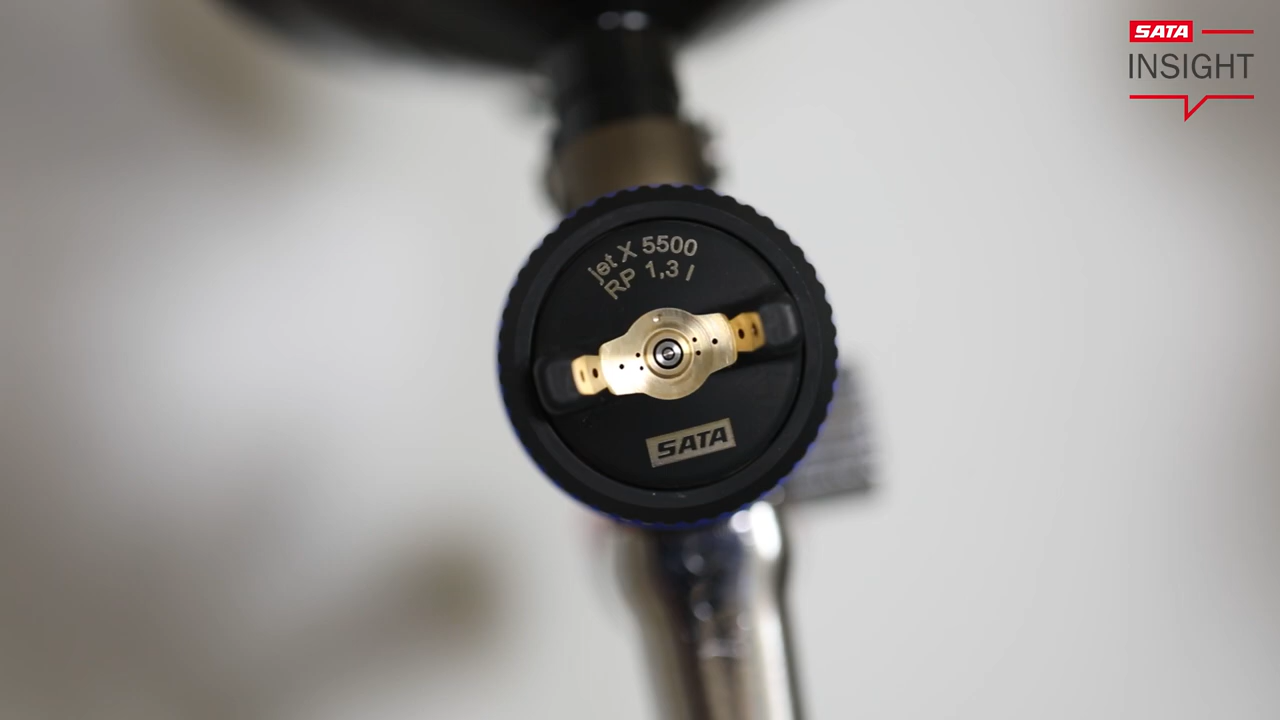 SATA
INSIGHT
jet X 5500
RP 1,3 I
SATA